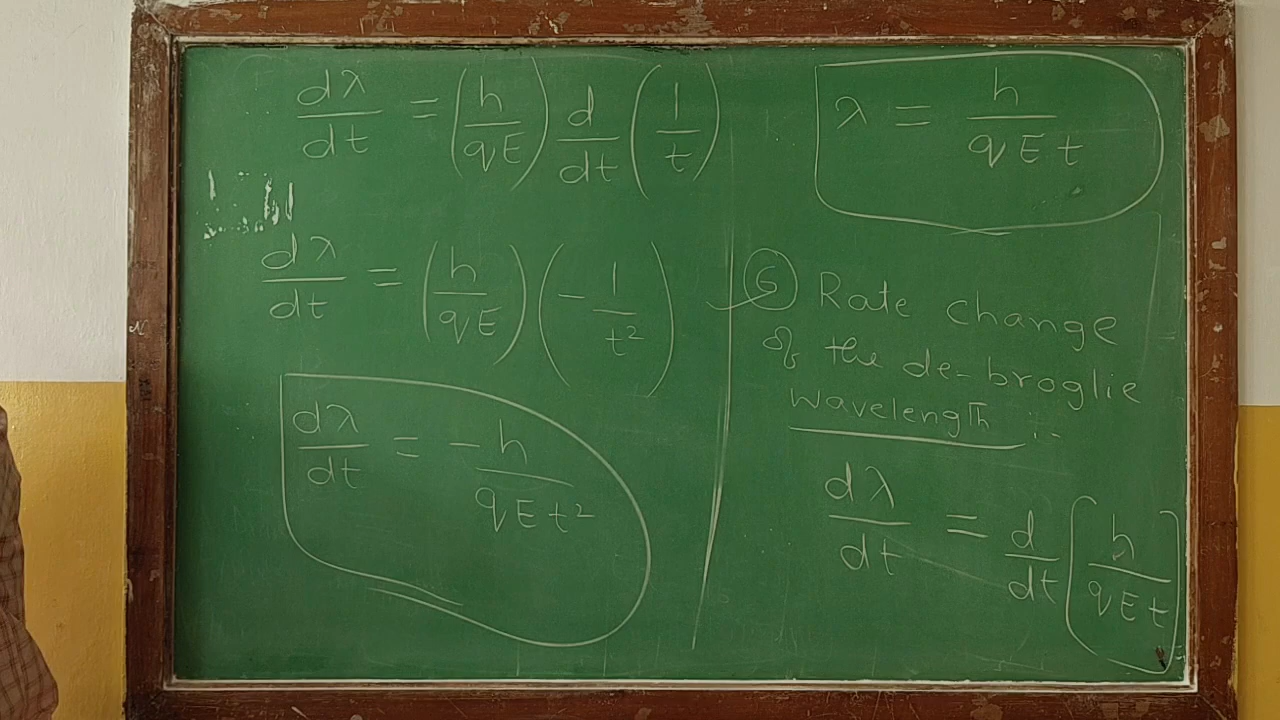 λ = h / qEt
⑥ Rate change
of the de-broglie
wavelength :-
dλ/dt = d/dt [h / qEt]
dλ/dt = (h / qE) d/dt (1/t)
dλ/dt = (h / qE) (- 1/t²)
dλ/dt = - h / qEt²